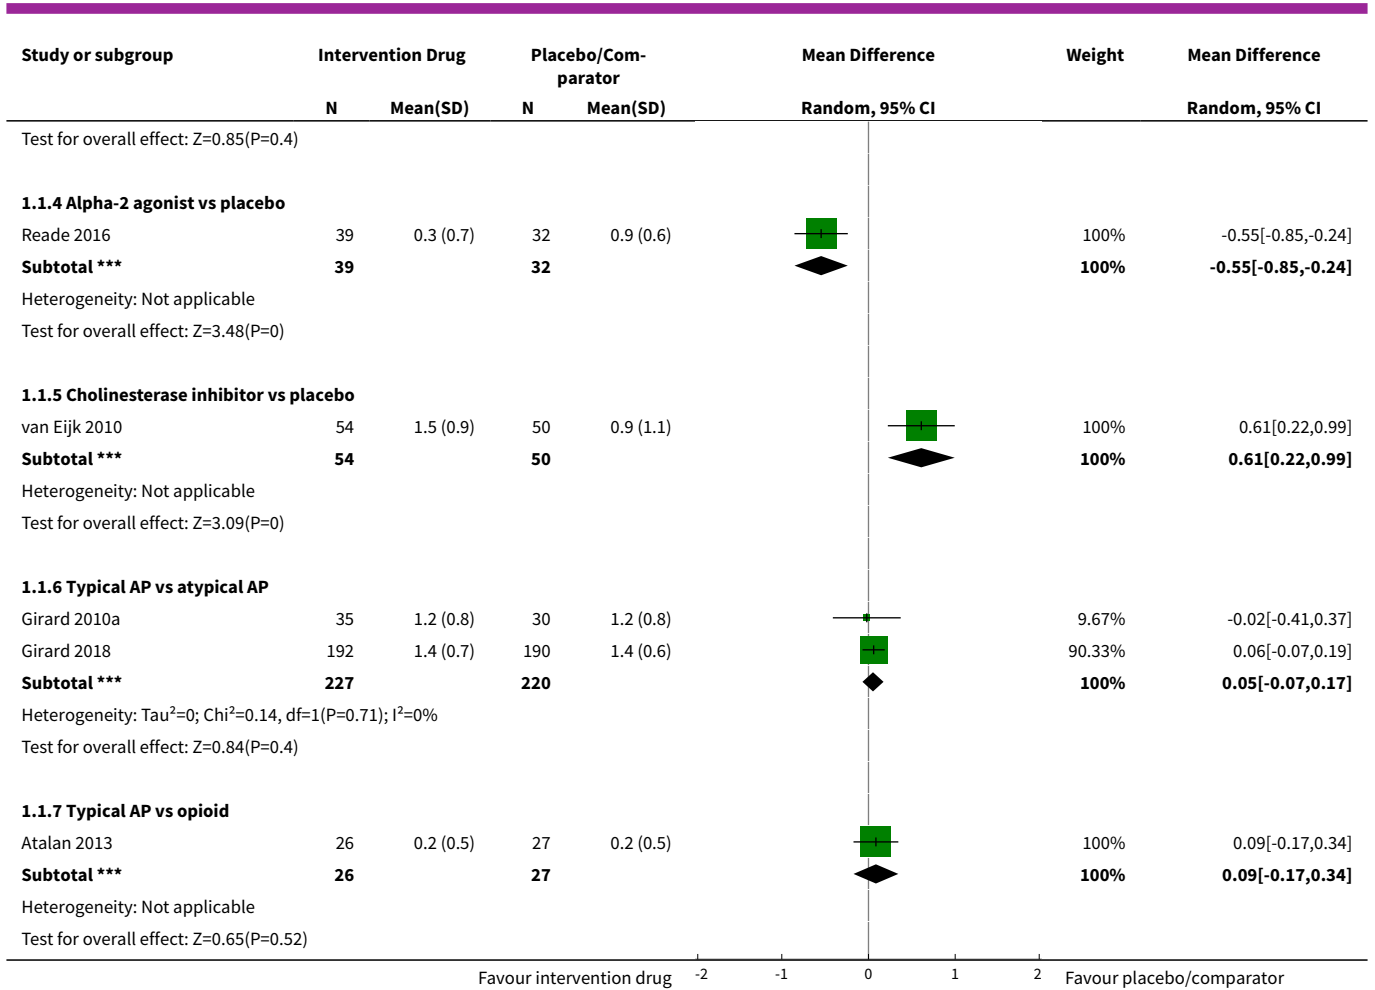 Study or subgroup Intervention Drug Placebo/Com- Mean Difference Weight Mean Difference
parator
N Mean(SD) N Mean(SD) Random, 95% CI Random, 95% CI
Test for overall effect: Z=0.85(P=0.4)
1.1.4 Alpha-2 agonist vs placebo
Reade 2016 39 0.3 (0.7) 32 0.9 (0.6) 100% -0.55[-0.85,-0.24]
Subtotal *** 39 32 100% -0.55[-0.85,-0.24]
Heterogeneity: Not applicable
Test for overall effect: Z=3.48(P=0)
1.1.5 Cholinesterase inhibitor vs placebo
van Eijk 2010 54 1.5 (0.9) 50 0.9 (1.1) 100% 0.61[0.22,0.99]
Subtotal *** 54 50 100% 0.61[0.22,0.99]
Heterogeneity: Not applicable
Test for overall effect: Z=3.09(P=0)
1.1.6 Typical AP vs atypical AP
Girard 2010a 35 1.2 (0.8) 30 1.2 (0.8) 9.67% -0.02[-0.41,0.37]
Girard 2018 192 1.4 (0.7) 190 1.4 (0.6) 90.33% 0.06[-0.07,0.19]
Subtotal *** 227 220 100% 0.05[-0.07,0.17]
Heterogeneity: Tau²=0; Chi²=0.14, df=1(P=0.71); I²=0%
Test for overall effect: Z=0.84(P=0.4)
1.1.7 Typical AP vs opioid
Atalan 2013 26 0.2 (0.5) 27 0.2 (0.5) 100% 0.09[-0.17,0.34]
Subtotal *** 26 27 100% 0.09[-0.17,0.34]
Heterogeneity: Not applicable
Test for overall effect: Z=0.65(P=0.52)
Favour intervention drug -2 -1 0 1 2 Favour placebo/comparator